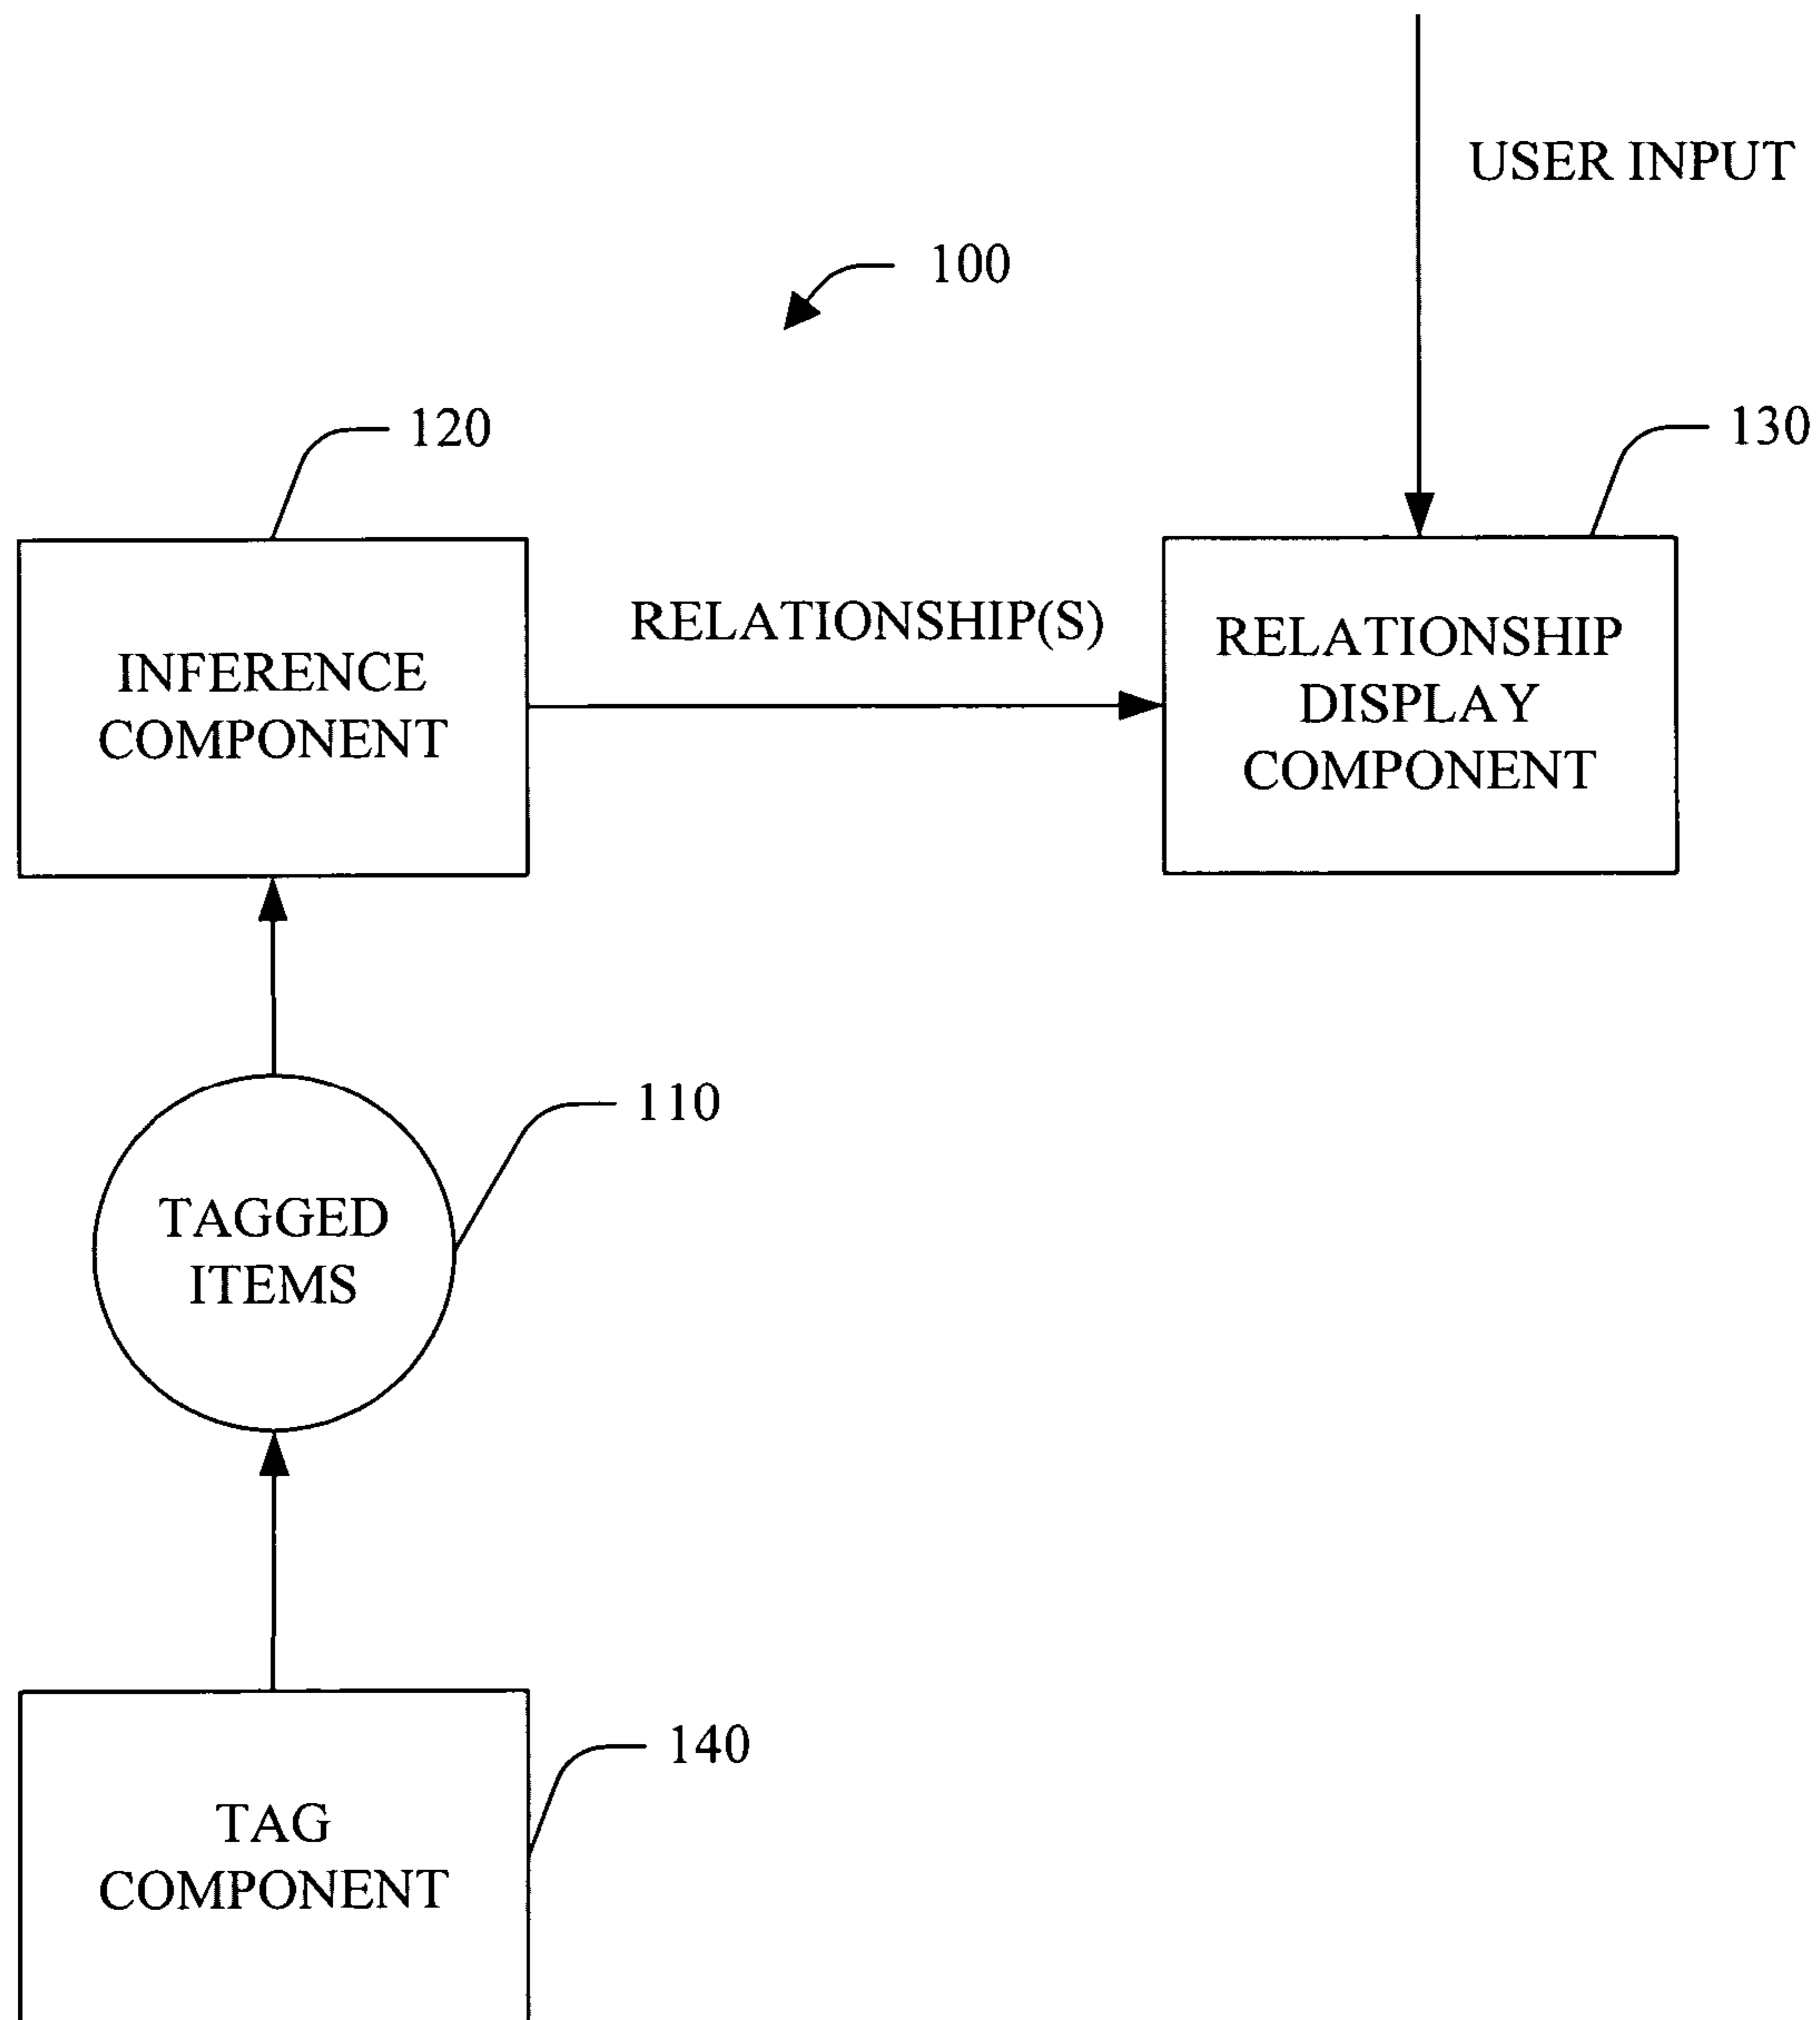 USER INPUT
100
120
130
INFERENCE
COMPONENT
RELATIONSHIP(S)
RELATIONSHIP
DISPLAY
COMPONENT
110
TAGGED
ITEMS
140
TAG
COMPONENT